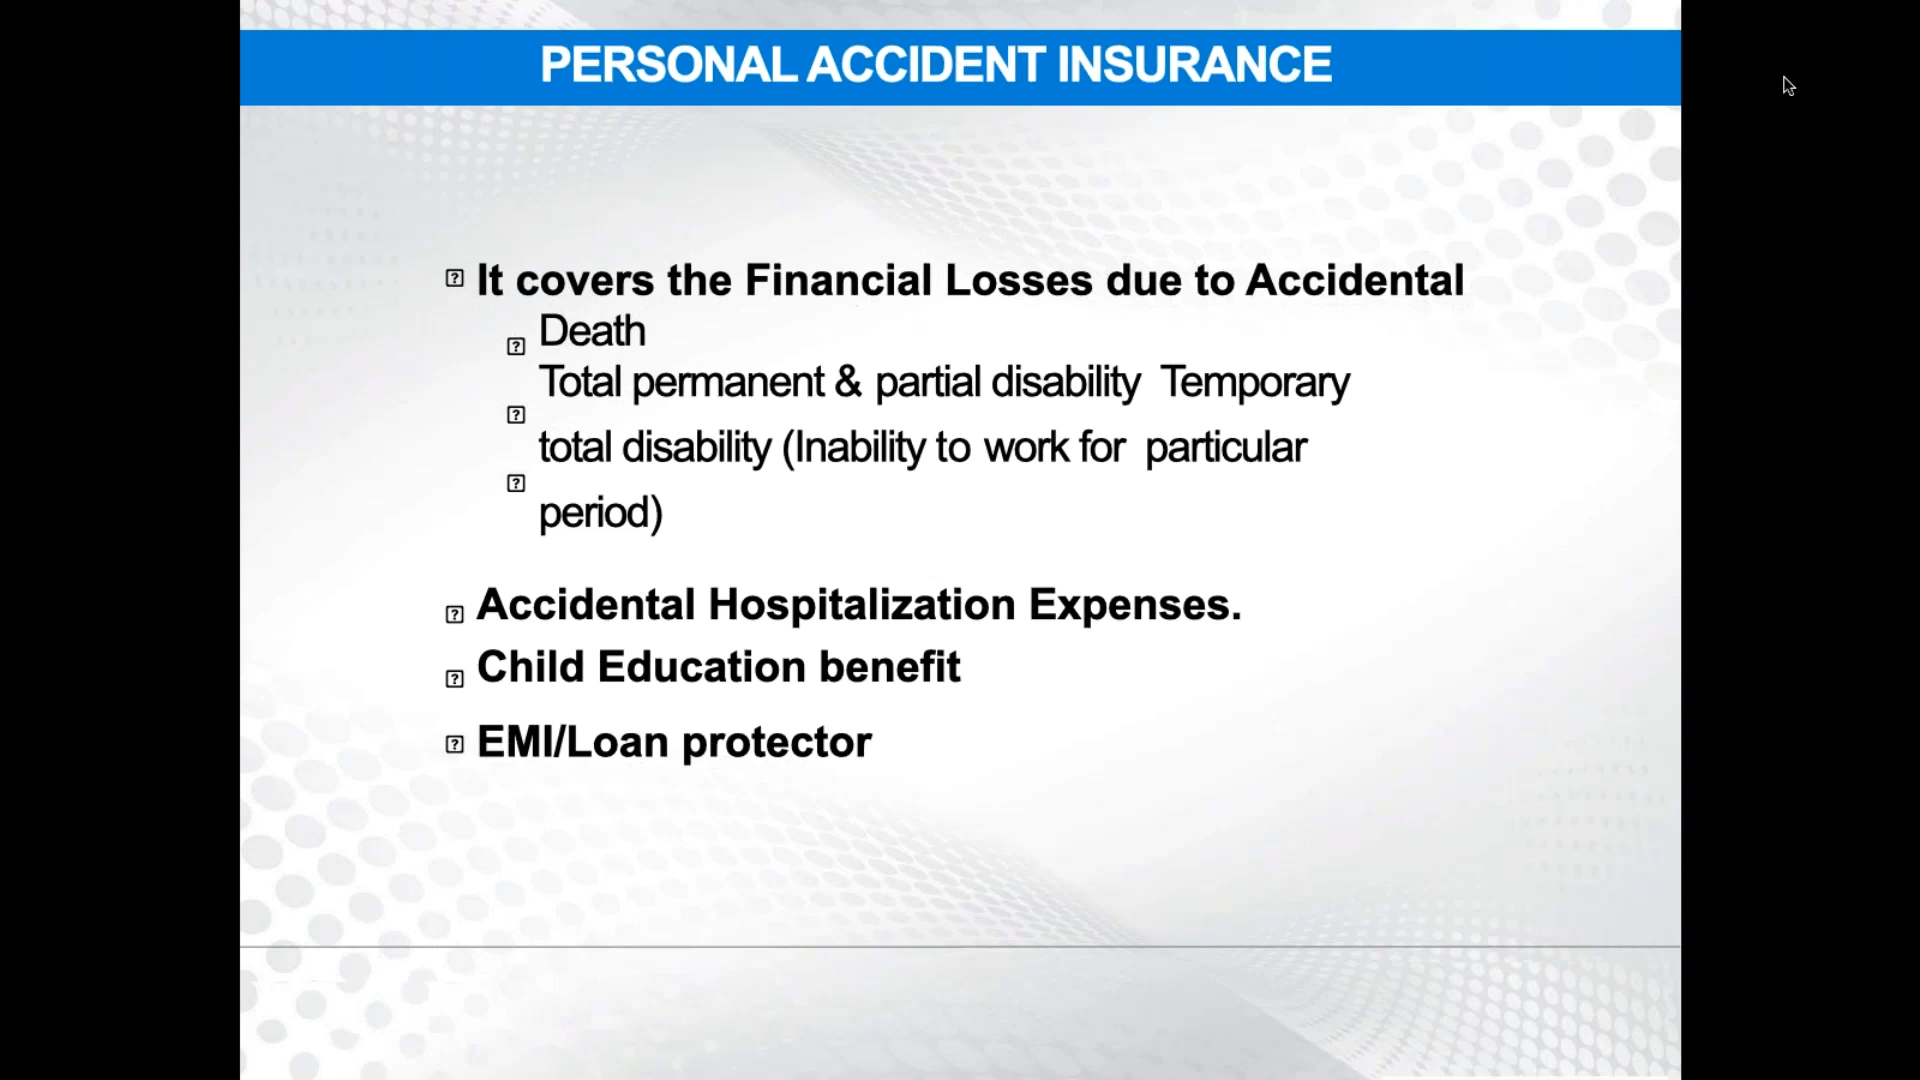 PERSONAL ACCIDENT INSURANCE
It covers the Financial Losses due to Accidental
Death
Total permanent & partial disability Temporary
total disability (Inability to work for particular
period)
Accidental Hospitalization Expenses.
Child Education benefit
EMI/Loan protector